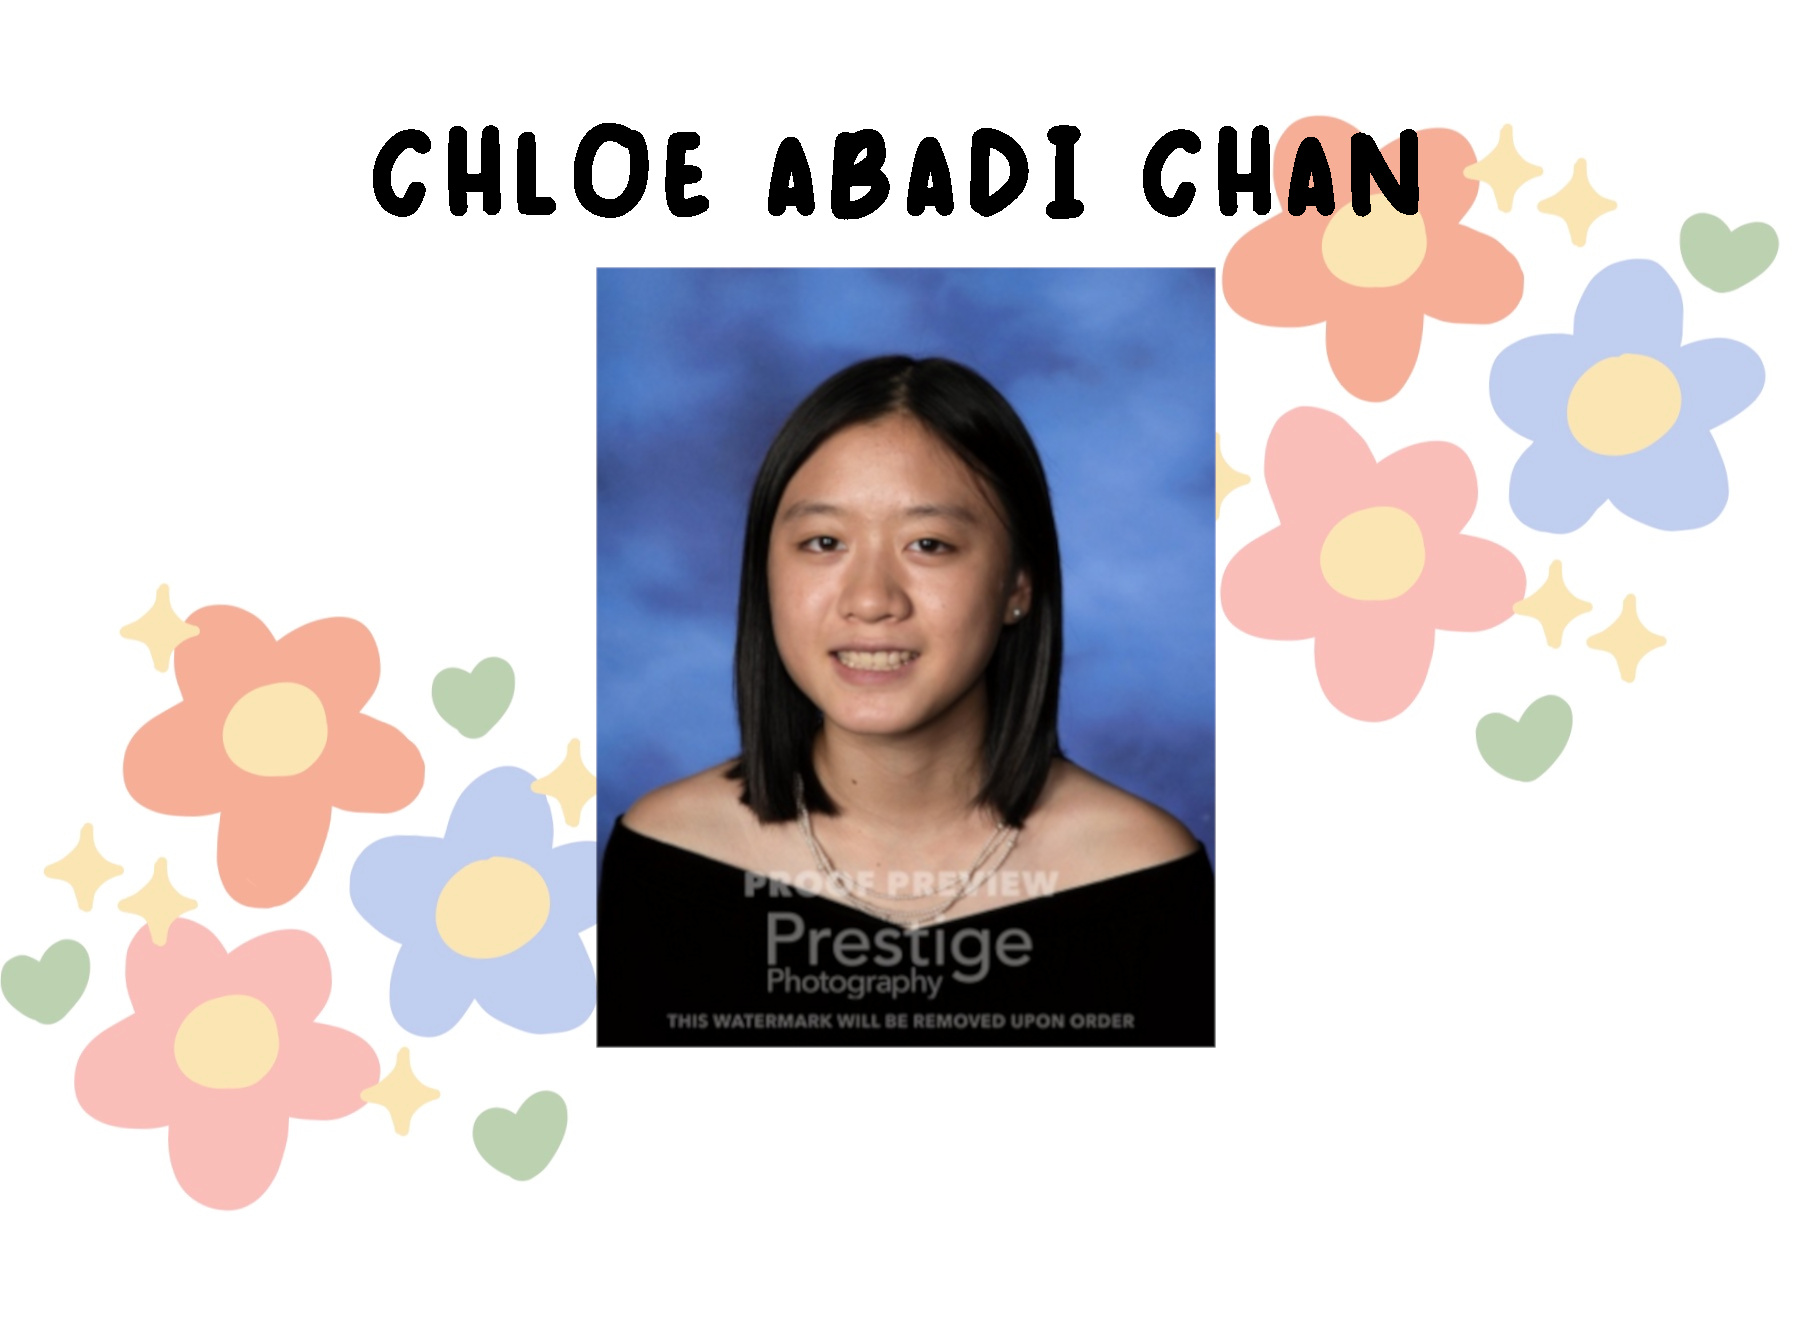 CHLOE ABADI CHAN
PROOF PREVIEW
Prestige
Photography
THIS WATERMARK WILL BE REMOVED UPON ORDER